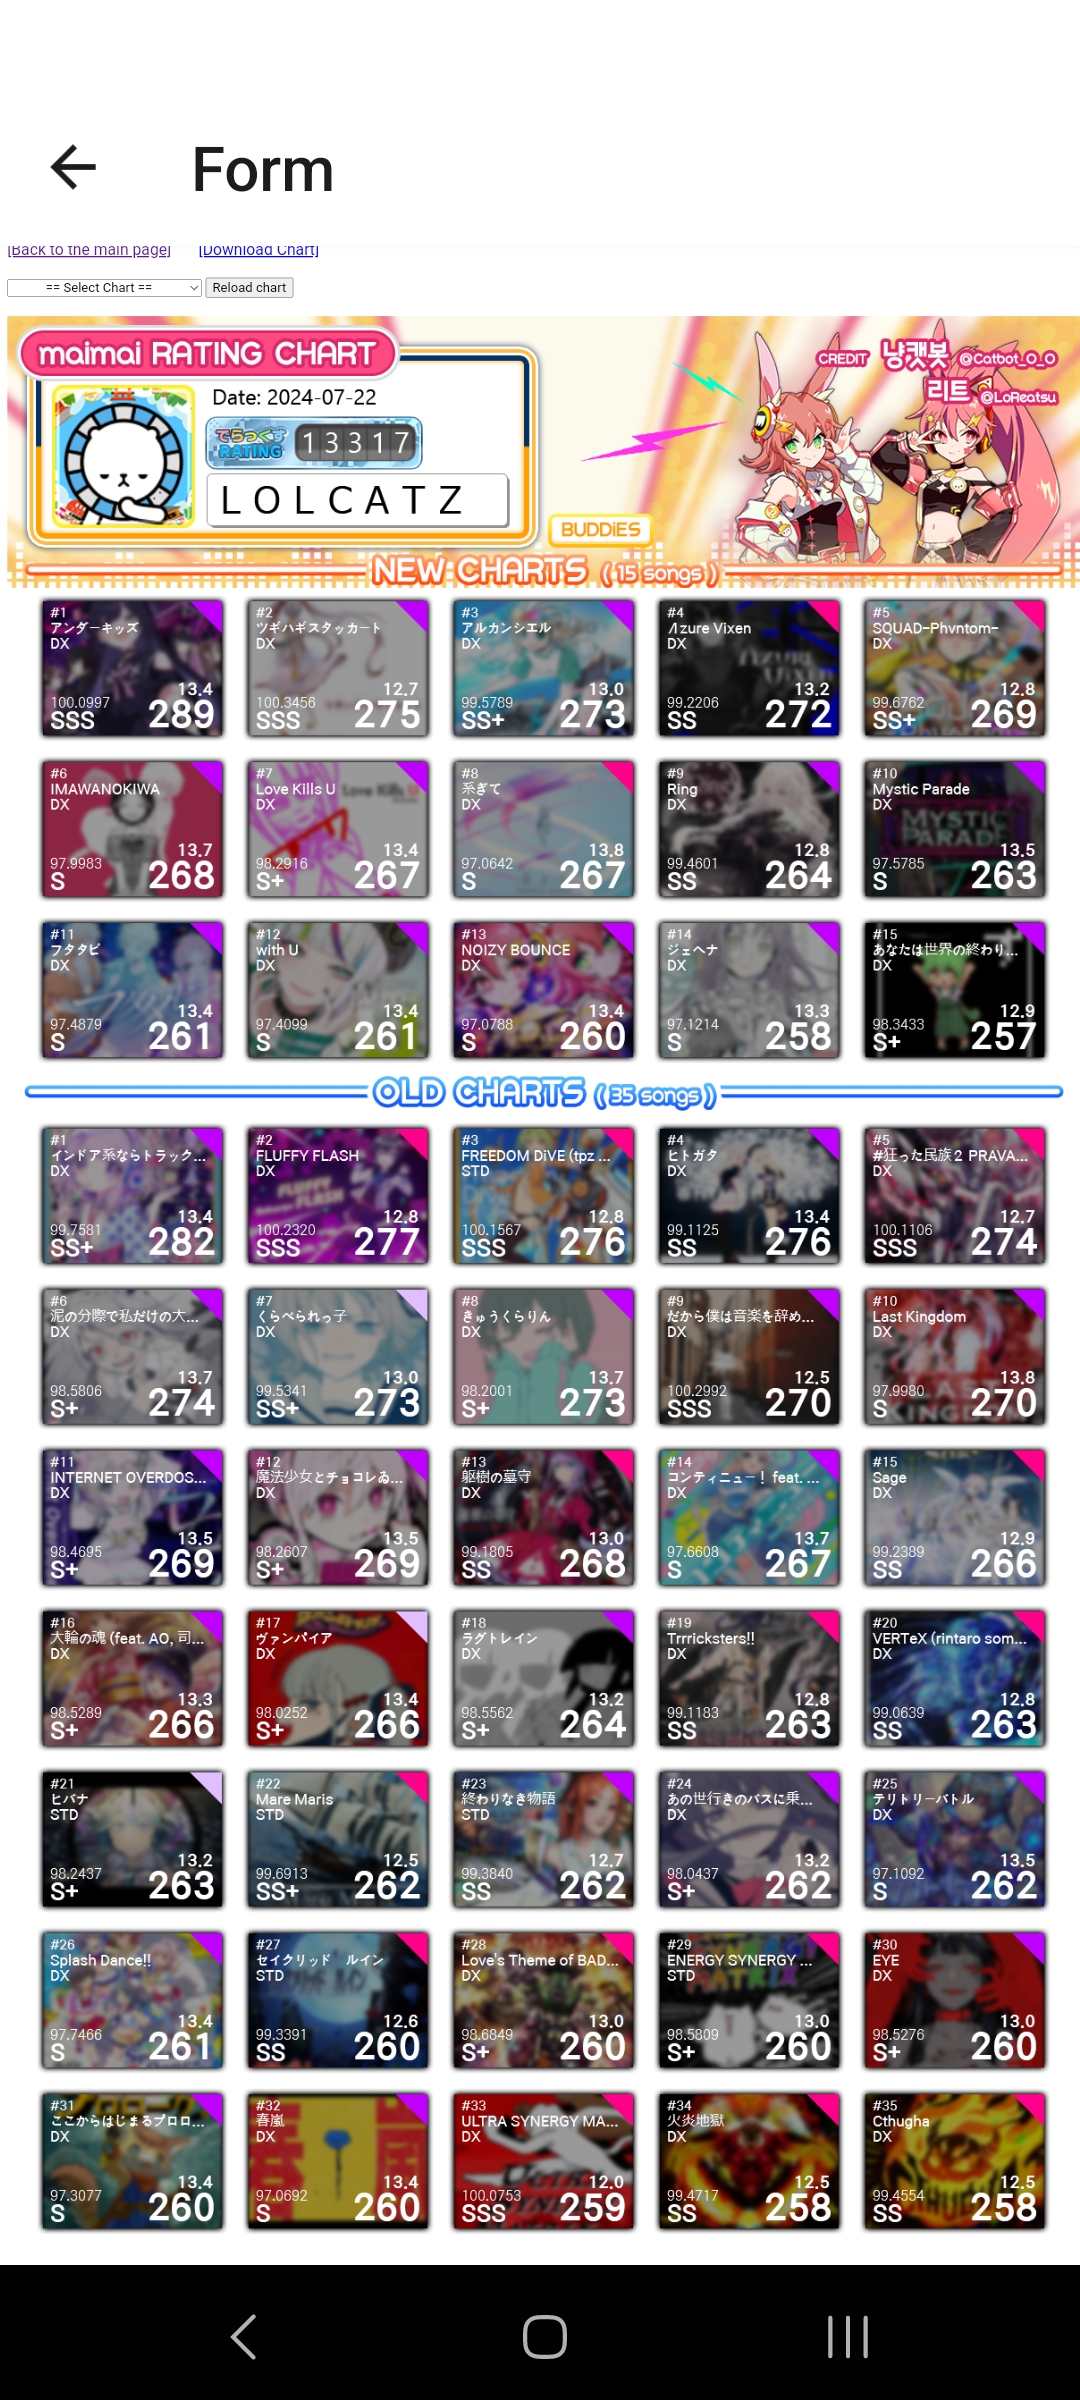 Form
[Back to the main page] [Download Chart]
== Select Chart == Reload chart
maimai RATING CHART
CREDIT 냥캣봇 @Catbot_O_O
리트 @LoReatsu
Date: 2024-07-22
でらっくす RATING 13317
LOLCATZ
BUDDiES
NEW CHARTS (15 songs)
#1
アンダーキッズ
DX
13.4
100.0997
SSS 289
#2
ツギハギスタッカート
DX
12.7
100.3456
SSS 275
#3
アルカンシエル
DX
13.0
99.5789
SS+ 273
#4
Λzure Vixen
DX
13.2
99.2206
SS 272
#5
SQUAD-Phvntom-
DX
12.8
99.6762
SS+ 269
#6
IMAWANOKIWA
DX
13.7
97.9983
S 268
#7
Love Kills U
DX
13.4
98.2916
S+ 267
#8
系ぎて
DX
13.8
97.0642
S 267
#9
Ring
DX
12.8
99.4601
SS 264
#10
Mystic Parade
DX
13.5
97.5785
S 263
#11
フタタビ
DX
13.4
97.4879
S 261
#12
with U
DX
13.4
97.4099
S 261
#13
NOIZY BOUNCE
DX
13.4
97.0788
S 260
#14
ジェヘナ
DX
13.3
97.1214
S 258
#15
あなたは世界の終わり...
DX
12.9
98.3433
S+ 257
OLD CHARTS (35 songs)
#1
インドア系ならトラック...
DX
13.4
99.7581
SS+ 282
#2
FLUFFY FLASH
DX
12.8
100.2320
SSS 277
#3
FREEDOM DiVE (tpz ...
STD
12.8
100.1567
SSS 276
#4
ヒトガタ
DX
13.4
99.1125
SS 276
#5
#狂った民族２ PRAVA...
DX
12.7
100.1106
SSS 274
#6
泥の分際で私だけの大...
DX
13.7
98.5806
S+ 274
#7
くらべられっ子
DX
13.0
99.5341
SS+ 273
#8
きゅうくらりん
DX
13.7
98.2001
S+ 273
#9
だから僕は音楽を辞め...
DX
12.5
100.2992
SSS 270
#10
Last Kingdom
DX
13.8
97.9980
S 270
#11
INTERNET OVERDOS...
DX
13.5
98.4695
S+ 269
#12
魔法少女とチョコレゐ...
DX
13.5
98.2607
S+ 269
#13
躯樹の墓守
DX
13.0
99.1805
SS 268
#14
コンティニュー！ feat. ...
DX
13.7
97.6608
S 267
#15
Sage
DX
12.9
99.2389
SS 266
#16
大輪の魂 (feat. AO, 司...
DX
13.3
98.5289
S+ 266
#17
ヴァンパイア
DX
13.4
98.0252
S+ 266
#18
ラグトレイン
DX
13.2
98.5562
S+ 264
#19
Trrricksters!!
DX
12.8
99.1183
SS 263
#20
VERTeX (rintaro som...
DX
12.8
99.0639
SS 263
#21
ヒバナ
STD
13.2
98.2437
S+ 263
#22
Mare Maris
STD
12.5
99.6913
SS+ 262
#23
終わりなき物語
STD
12.7
99.3840
SS 262
#24
あの世行きのバスに乗...
DX
13.2
98.0437
S+ 262
#25
テリトリーバトル
DX
13.5
97.1092
S 262
#26
Splash Dance!!
DX
13.4
97.7466
S 261
#27
セイクリッド　ルイン
STD
12.6
99.3391
SS 260
#28
Love's Theme of BAD...
DX
13.0
98.6849
S+ 260
#29
ENERGY SYNERGY ...
STD
13.0
98.5809
S+ 260
#30
EYE
DX
13.0
98.5276
S+ 260
#31
ここからはじまるプロロ...
DX
13.4
97.3077
S 260
#32
春嵐
DX
13.4
97.0692
S 260
#33
ULTRA SYNERGY MA...
DX
12.0
100.0753
SSS 259
#34
火炎地獄
DX
12.5
99.4717
SS 258
#35
Cthugha
DX
12.5
99.4554
SS 258